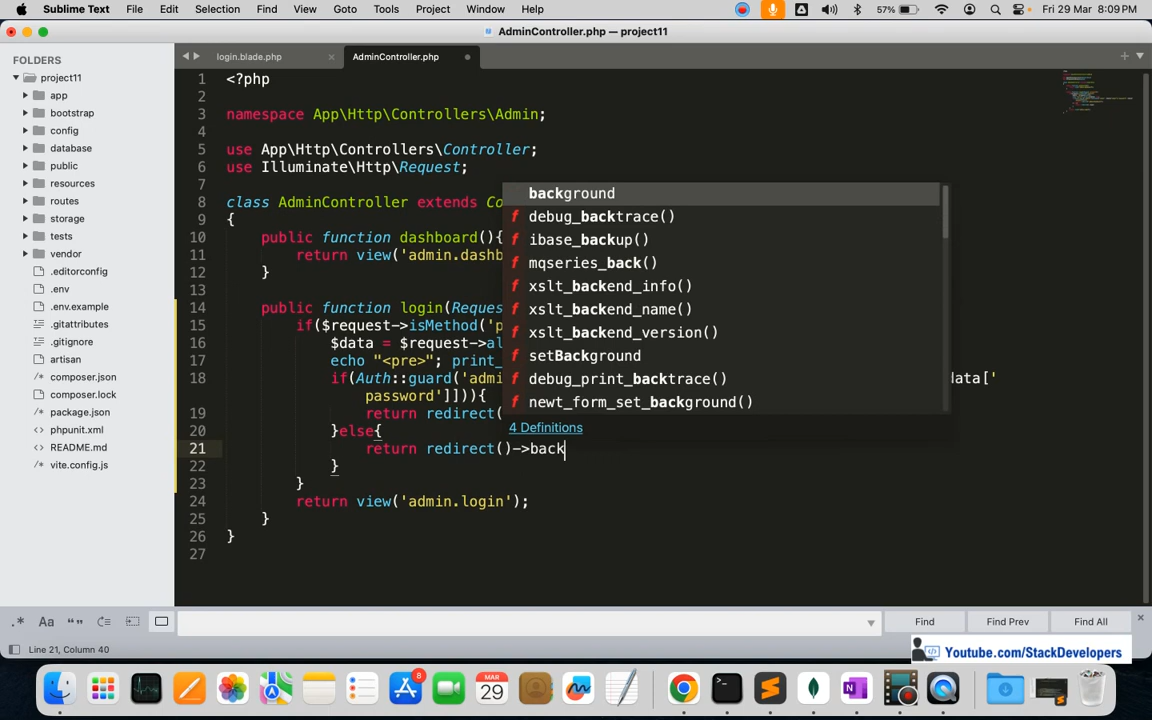 Sublime Text File Edit Selection Find View Goto Tools Project Window Help 57% Fri 29 Mar 8:09 PM
AdminController.php — project11
FOLDERS
project11
app
bootstrap
config
database
public
resources
routes
storage
tests
vendor
.editorconfig
.env
.env.example
.gitattributes
.gitignore
artisan
composer.json
composer.lock
package.json
phpunit.xml
README.md
vite.config.js
login.blade.php × AdminController.php
1 <?php
2
3 namespace App\Http\Controllers\Admin;
4
5 use App\Http\Controllers\Controller;
6 use Illuminate\Http\Request;
7
8 class AdminController extends Co
9 {
10 public function dashboard(){
11 return view('admin.dashb
12 }
13
14 public function login(Reques
15 if($request->isMethod('p
16 $data = $request->al
17 echo "<pre>"; print_
18 if(Auth::guard('admi data['
password']])){
19 return redirect(
20 }else{
21 return redirect()->back
22 }
23 }
24 return view('admin.login');
25 }
26 }
27
background
f debug_backtrace()
f ibase_backup()
f mqseries_back()
f xslt_backend_info()
f xslt_backend_name()
f xslt_backend_version()
f setBackground
f debug_print_backtrace()
f newt_form_set_background()
4 Definitions
.* Aa “” Find Find Prev Find All ×
Line 21, Column 40
Youtube.com/StackDevelopers
8
MAR
29